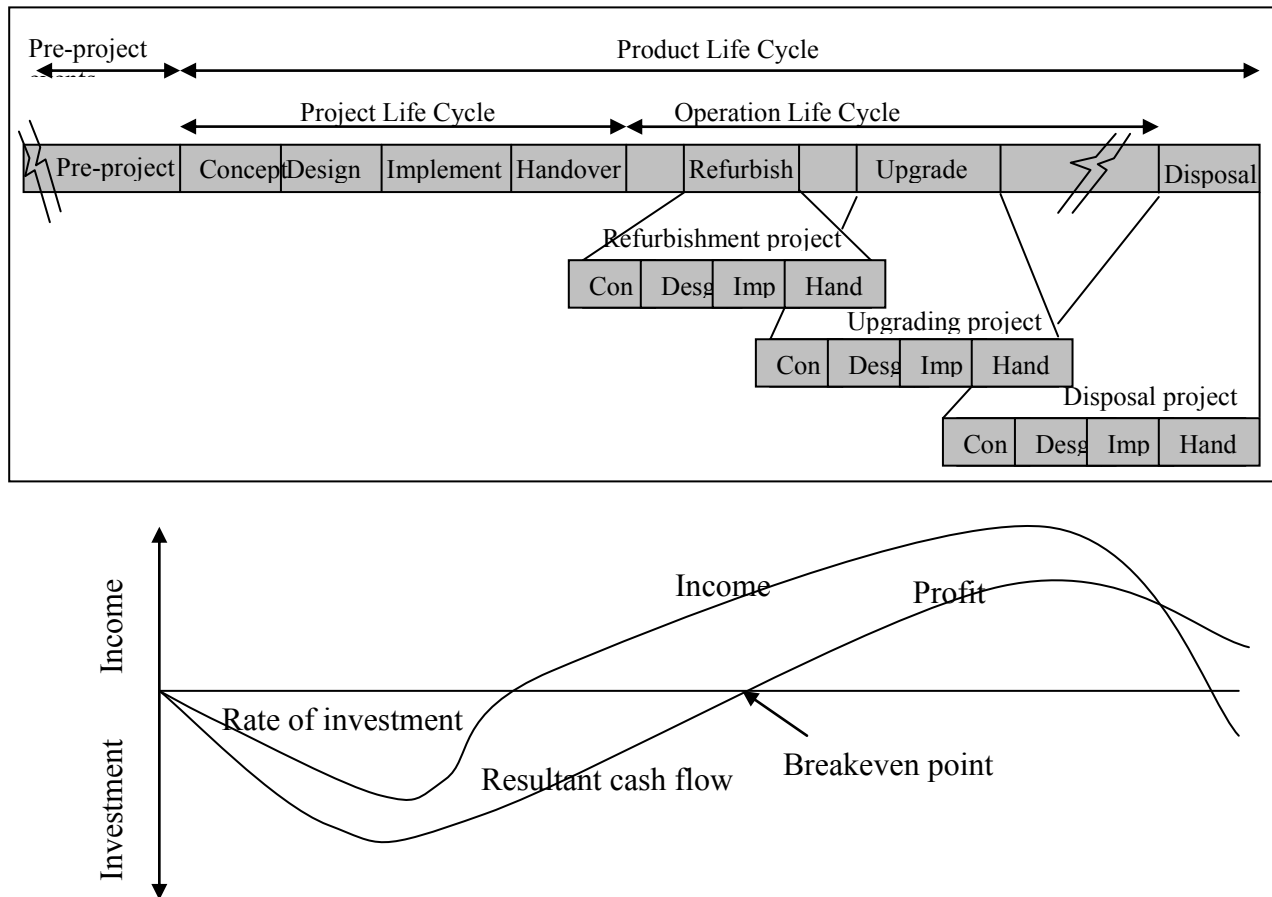 Pre-project
Product Life Cycle
Project Life Cycle
Operation Life Cycle
Pre-project
Concept
Design
Implement
Handover
Refurbish
Upgrade
Disposal
Refurbishment project
Con
Desg
Imp
Hand
Upgrading project
Con
Desg
Imp
Hand
Disposal project
Con
Desg
Imp
Hand
Income
Investment
Income
Profit
Rate of investment
Resultant cash flow
Breakeven point